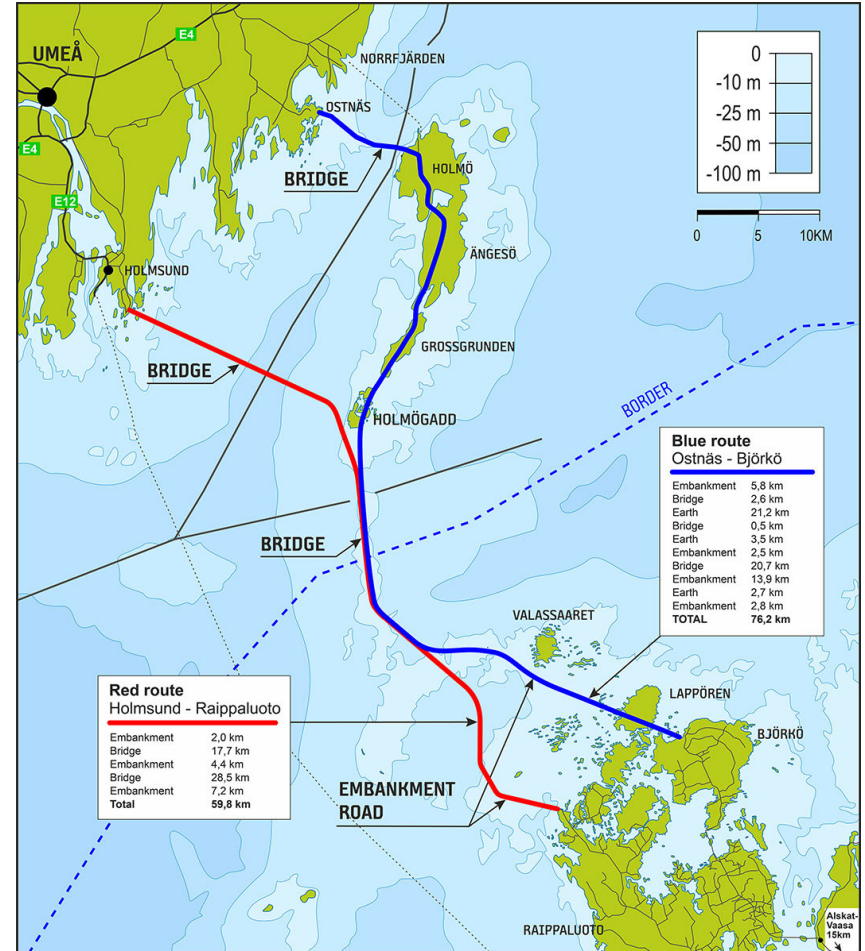 E4
UMEÅ
NORRFJÄRDEN
OSTNÄS
E4
BRIDGE
HOLMÖ
E12
ÄNGESÖ
HOLMSUND
GROSSGRUNDEN
BRIDGE
HOLMÖGADD
BORDER
0
-10 m
-25 m
-50 m
-100 m
0 5 10KM
Blue route
Ostnäs - Björkö
Embankment 5,8 km
Bridge 2,6 km
Earth 21,2 km
Bridge 0,5 km
Earth 3,5 km
Embankment 2,5 km
Bridge 20,7 km
Embankment 13,9 km
Earth 2,7 km
Embankment 2,8 km
TOTAL 76,2 km
BRIDGE
VALASSAARET
LAPPÖREN
BJÖRKÖ
Red route
Holmsund - Raippaluoto
Embankment 2,0 km
Bridge 17,7 km
Embankment 4,4 km
Bridge 28,5 km
Embankment 7,2 km
Total 59,8 km
EMBANKMENT
ROAD
RAIPPALUOTO
Alskat-
Vaasa
15km